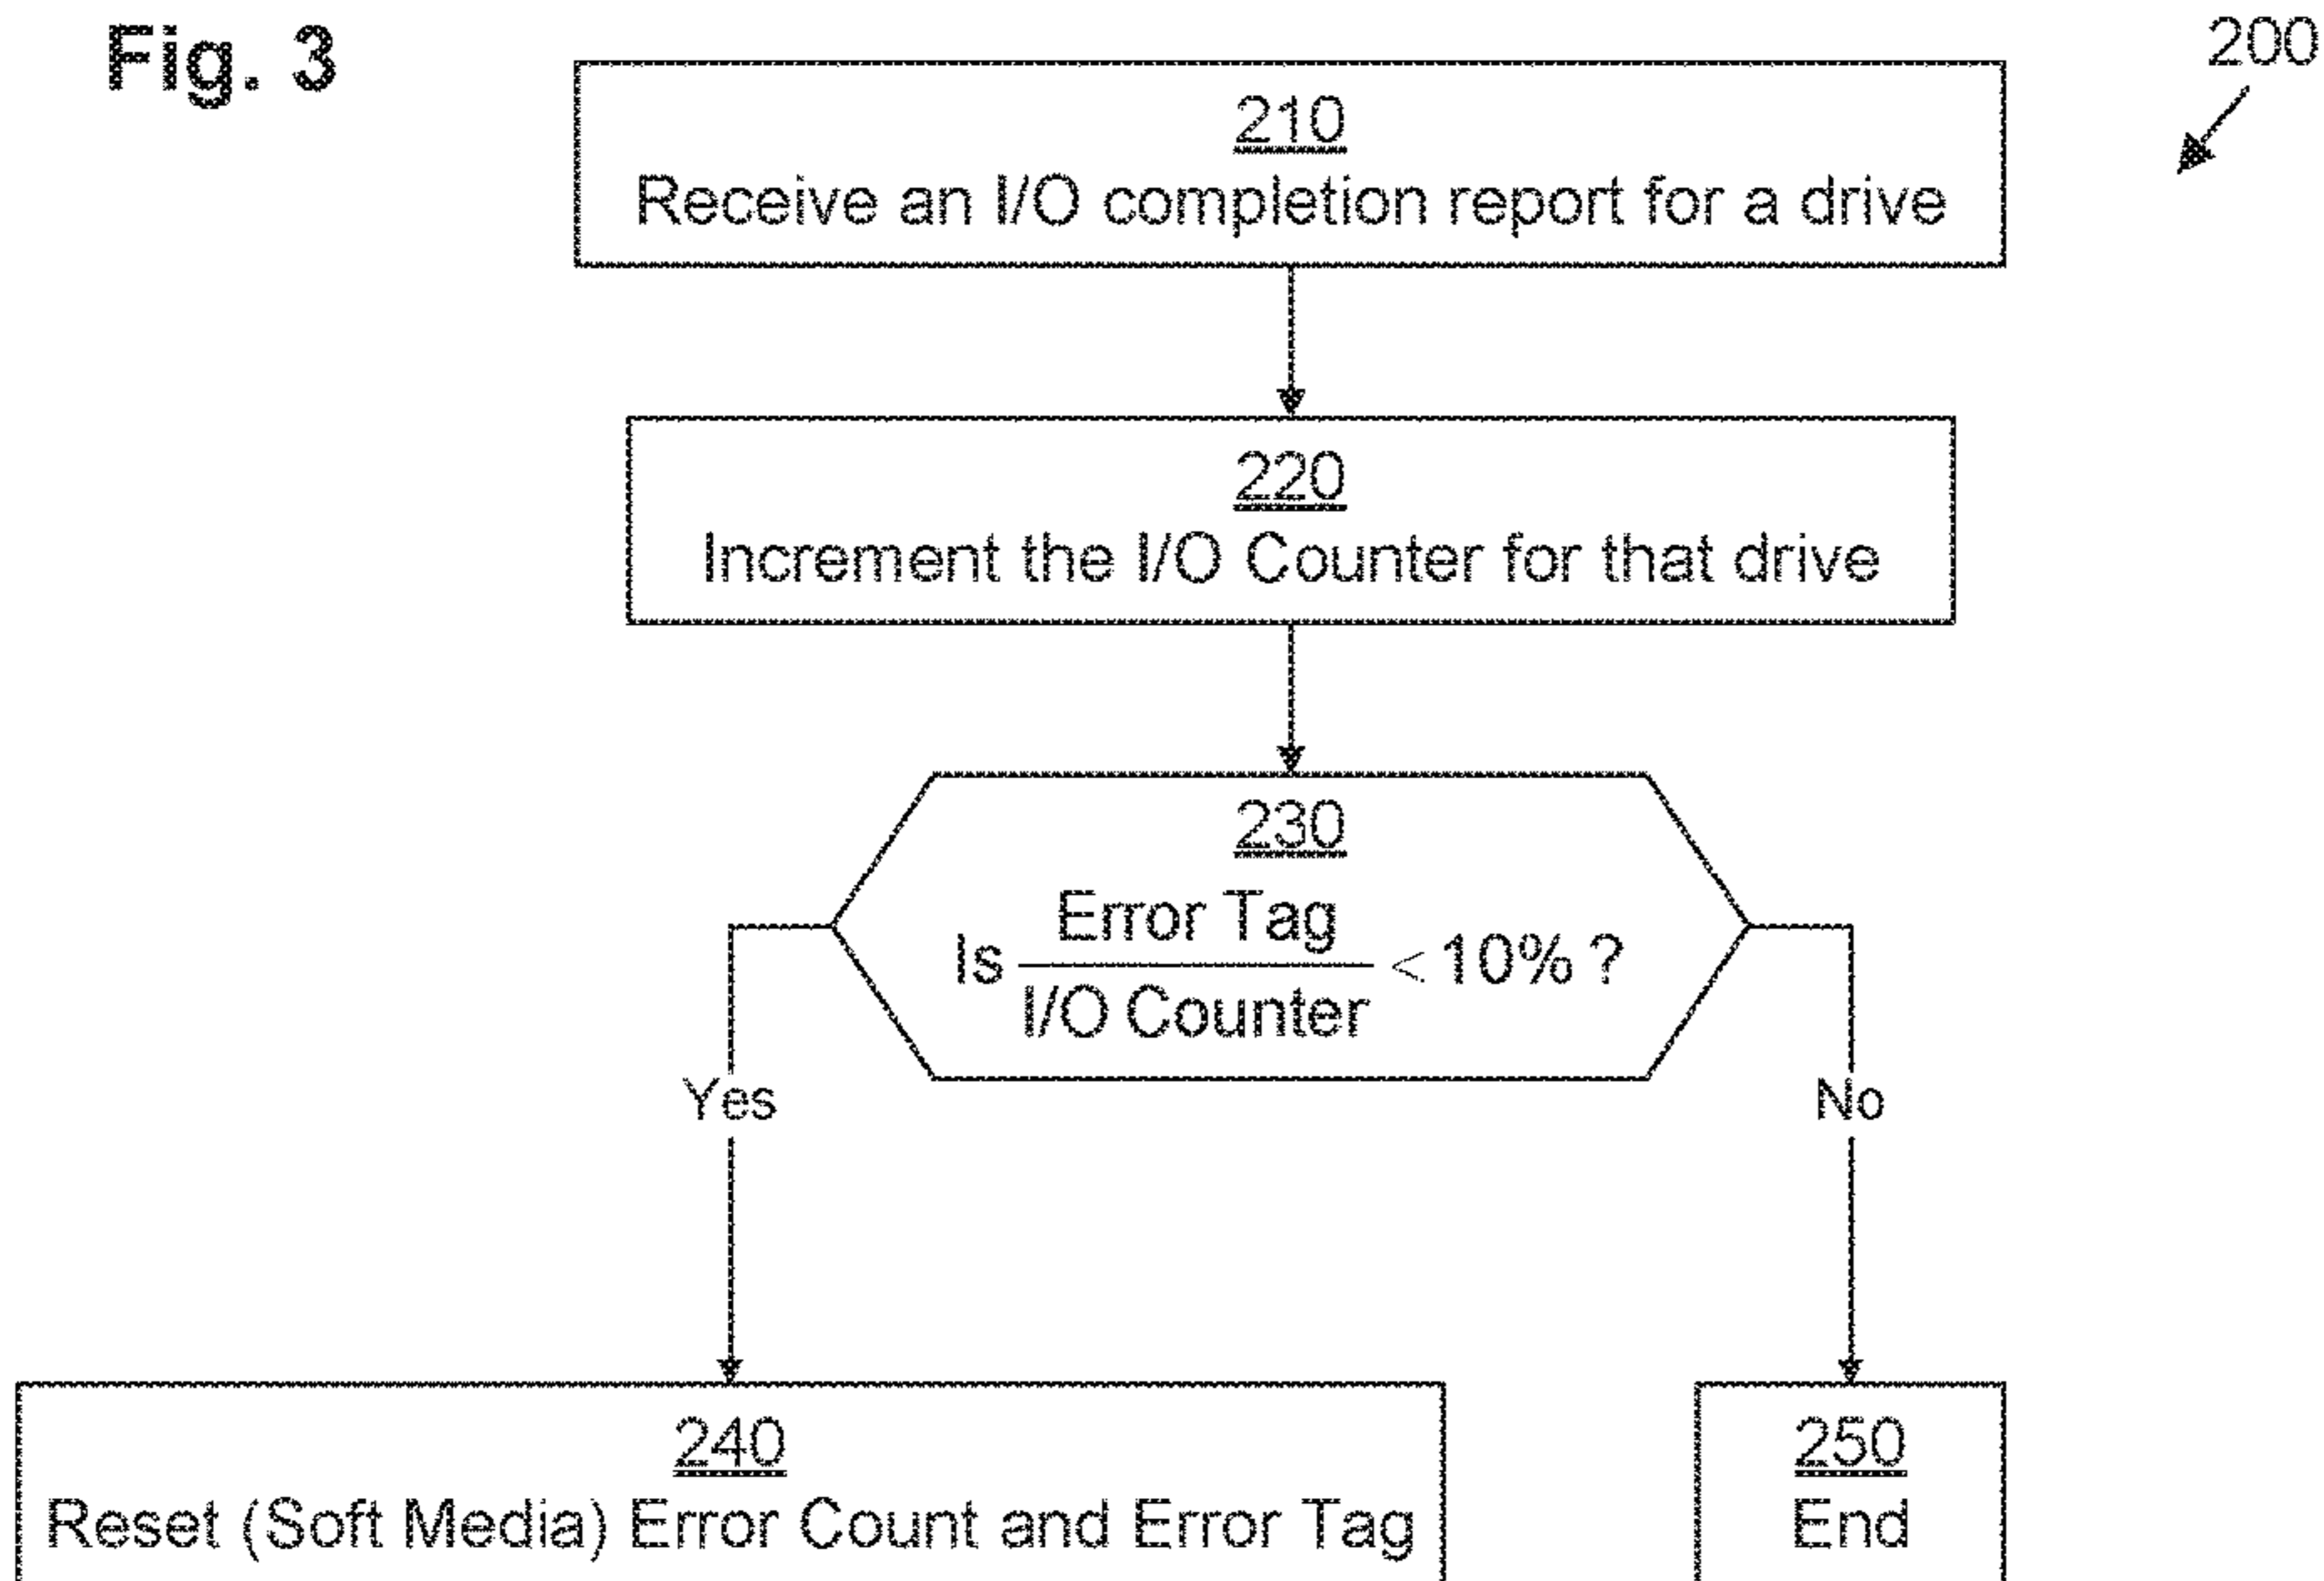 Fig. 3
200
210
Receive an I/O completion report for a drive
220
Increment the I/O Counter for that drive
230
Is Error Tag / I/O Counter < 10% ?
Yes
No
240
Reset (Soft Media) Error Count and Error Tag
250
End